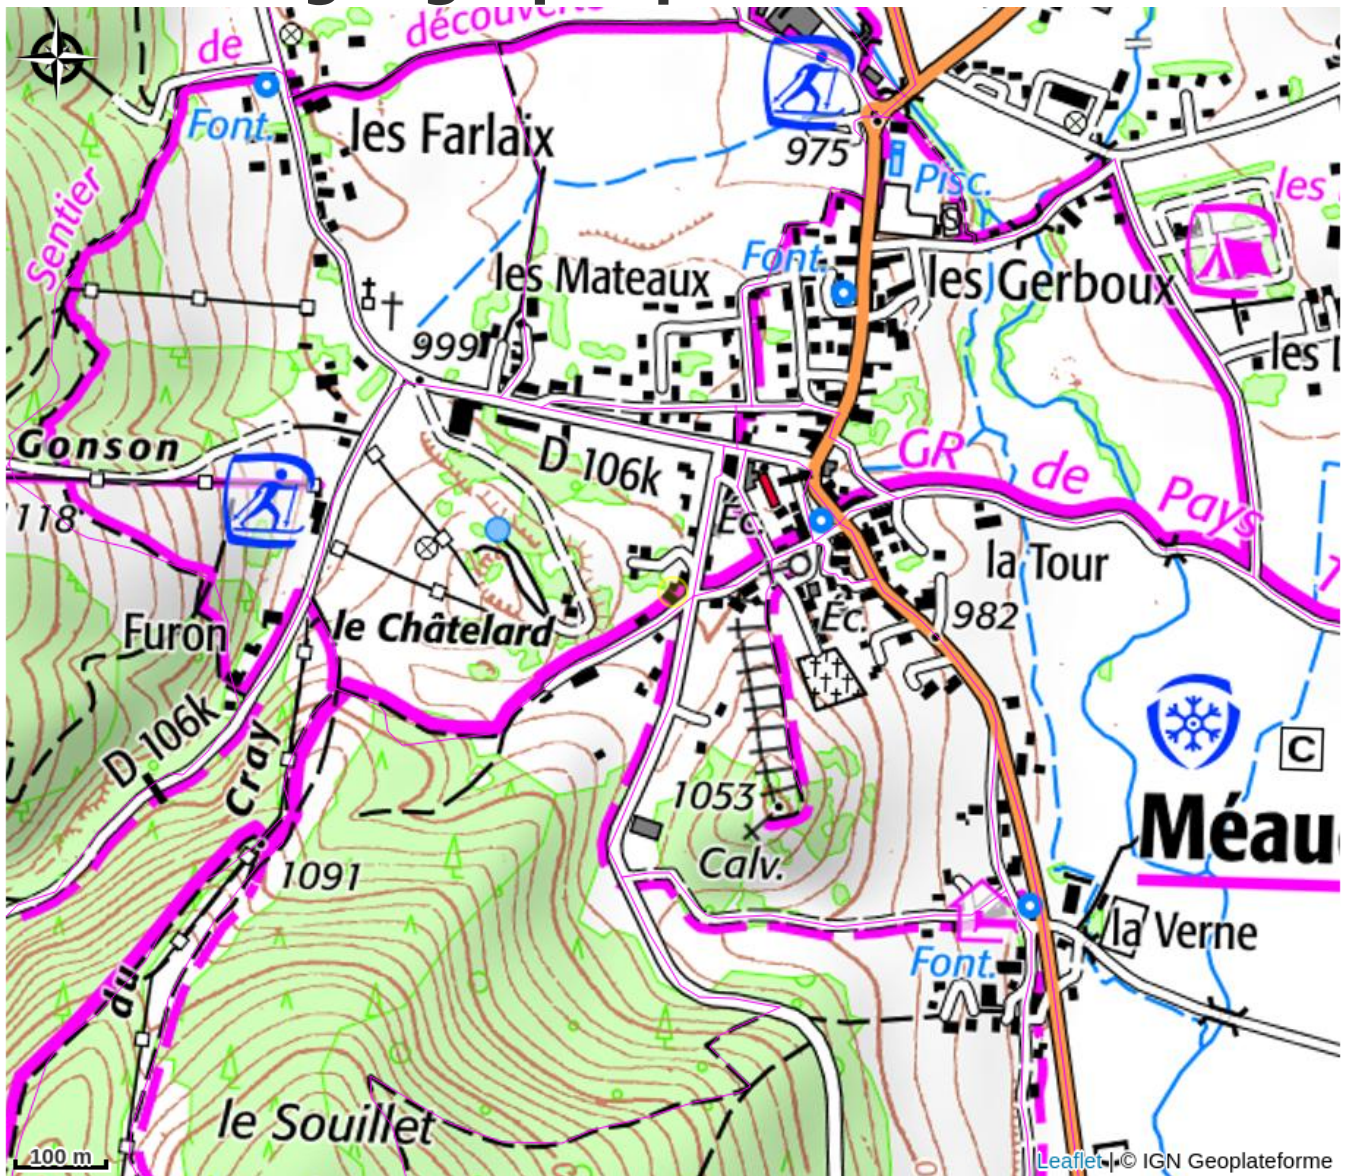 de
découverte
les Farlaix
Font.
975
Pisc.
les
Sentier
S
les Mateaux
Font.
les Gerboux
999
les
Gonson
D 106k
GR de Pays
1118
Éc.
la Tour
Furon
le Châtelard
Éc.
982
D 106k
Cray
1053
C
Méau
Calv.
1091
la Verne
Font.
du
le Souillet
100 m
Leaflet | © IGN Geoplateforme